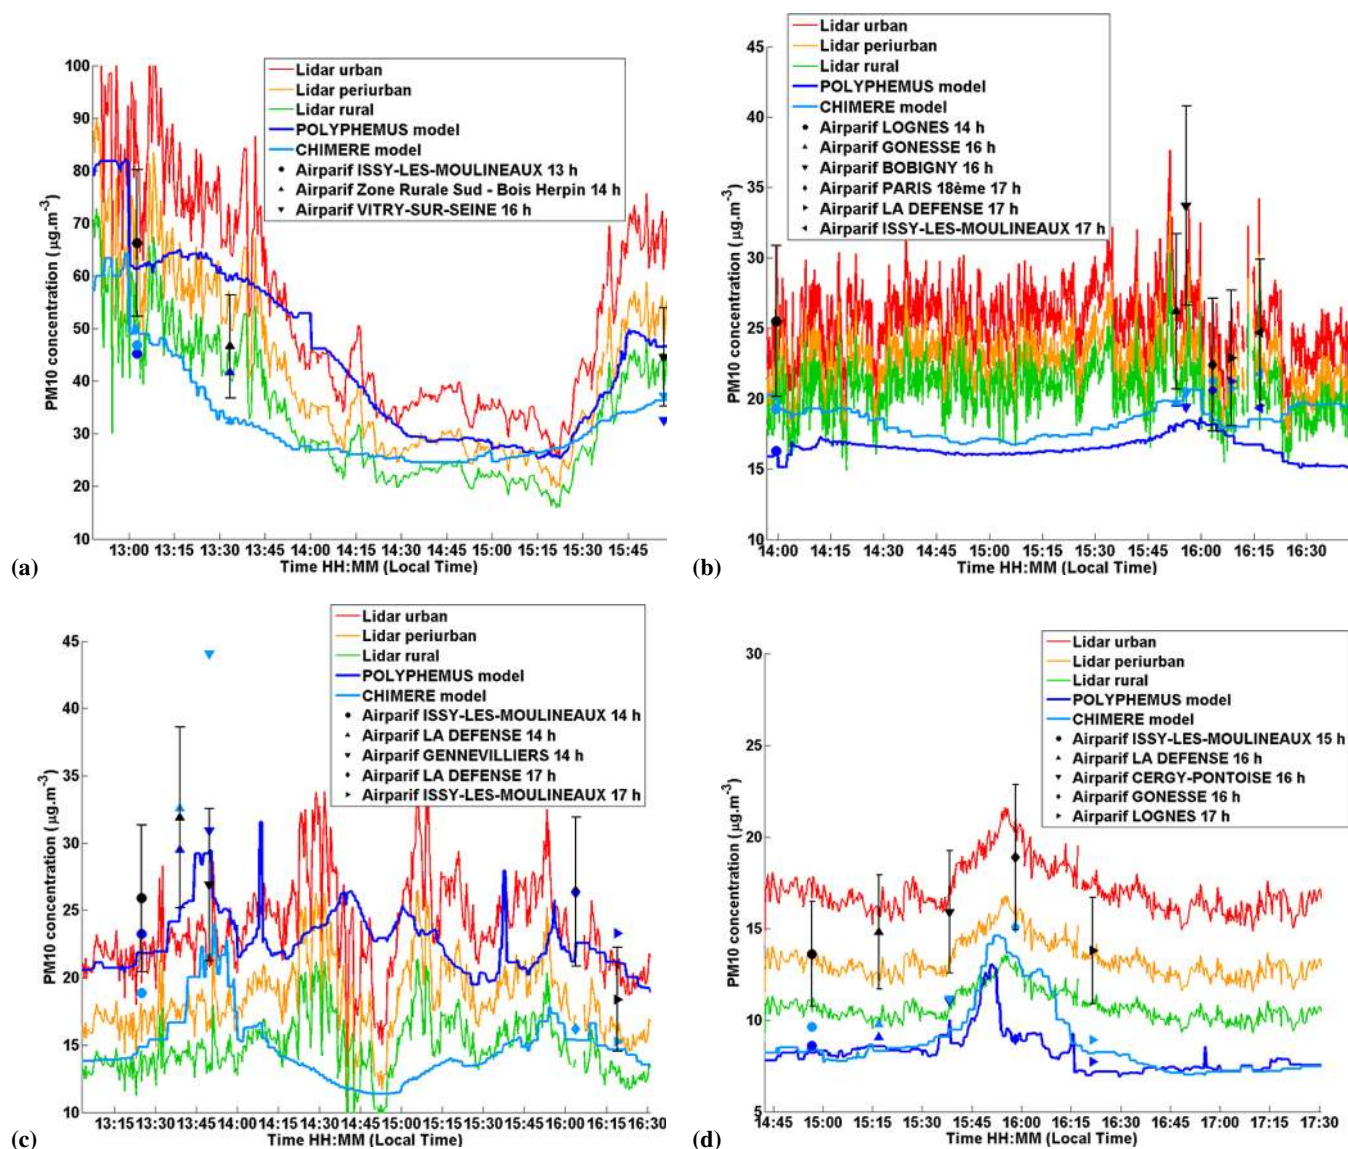 Lidar urban
Lidar periurban
Lidar rural
POLYPHEMUS model
CHIMERE model
Airparif ISSY-LES-MOULINEAUX 13 h
Airparif Zone Rurale Sud - Bois Herpin 14 h
Airparif VITRY-SUR-SEINE 16 h
PM10 concentration (µg.m-3)
100
90
80
70
60
50
40
30
20
10
13:00 13:15 13:30 13:45 14:00 14:15 14:30 14:45 15:00 15:15 15:30 15:45
Time HH:MM (Local Time)
(a)
Lidar urban
Lidar periurban
Lidar rural
POLYPHEMUS model
CHIMERE model
Airparif LOGNES 14 h
Airparif GONESSE 16 h
Airparif BOBIGNY 16 h
Airparif PARIS 18ème 17 h
Airparif LA DEFENSE 17 h
Airparif ISSY-LES-MOULINEAUX 17 h
PM10 concentration (µg.m-3)
45
40
35
30
25
20
15
10
14:00 14:15 14:30 14:45 15:00 15:15 15:30 15:45 16:00 16:15 16:30
Time HH:MM (Local Time)
(b)
Lidar urban
Lidar periurban
Lidar rural
POLYPHEMUS model
CHIMERE model
Airparif ISSY-LES-MOULINEAUX 14 h
Airparif LA DEFENSE 14 h
Airparif GENNEVILLIERS 14 h
Airparif LA DEFENSE 17 h
Airparif ISSY-LES-MOULINEAUX 17 h
PM10 concentration (µg.m-3)
45
40
35
30
25
20
15
10
13:15 13:30 13:45 14:00 14:15 14:30 14:45 15:00 15:15 15:30 15:45 16:00 16:15 16:30
Time HH:MM (Local Time)
(c)
Lidar urban
Lidar periurban
Lidar rural
POLYPHEMUS model
CHIMERE model
Airparif ISSY-LES-MOULINEAUX 15 h
Airparif LA DEFENSE 16 h
Airparif CERGY-PONTOISE 16 h
Airparif GONESSE 16 h
Airparif LOGNES 17 h
PM10 concentration (µg.m-3)
30
25
20
15
10
5
14:45 15:00 15:15 15:30 15:45 16:00 16:15 16:30 16:45 17:00 17:15 17:30
Time HH:MM (Local Time)
(d)